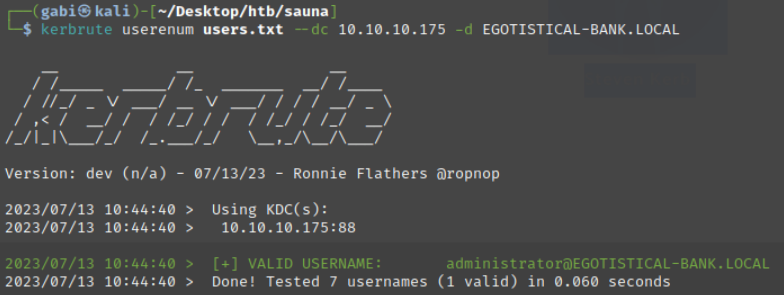 ┌──(gabi㉿kali)-[~/Desktop/htb/sauna]
└─$ kerbrute userenum users.txt --dc 10.10.10.175 -d EGOTISTICAL-BANK.LOCAL
kerbrute
Version: dev (n/a) - 07/13/23 - Ronnie Flathers @ropnop
2023/07/13 10:44:40 >  Using KDC(s):
2023/07/13 10:44:40 >   10.10.10.175:88
2023/07/13 10:44:40 >  [+] VALID USERNAME:       administrator@EGOTISTICAL-BANK.LOCAL
2023/07/13 10:44:40 >  Done! Tested 7 usernames (1 valid) in 0.060 seconds